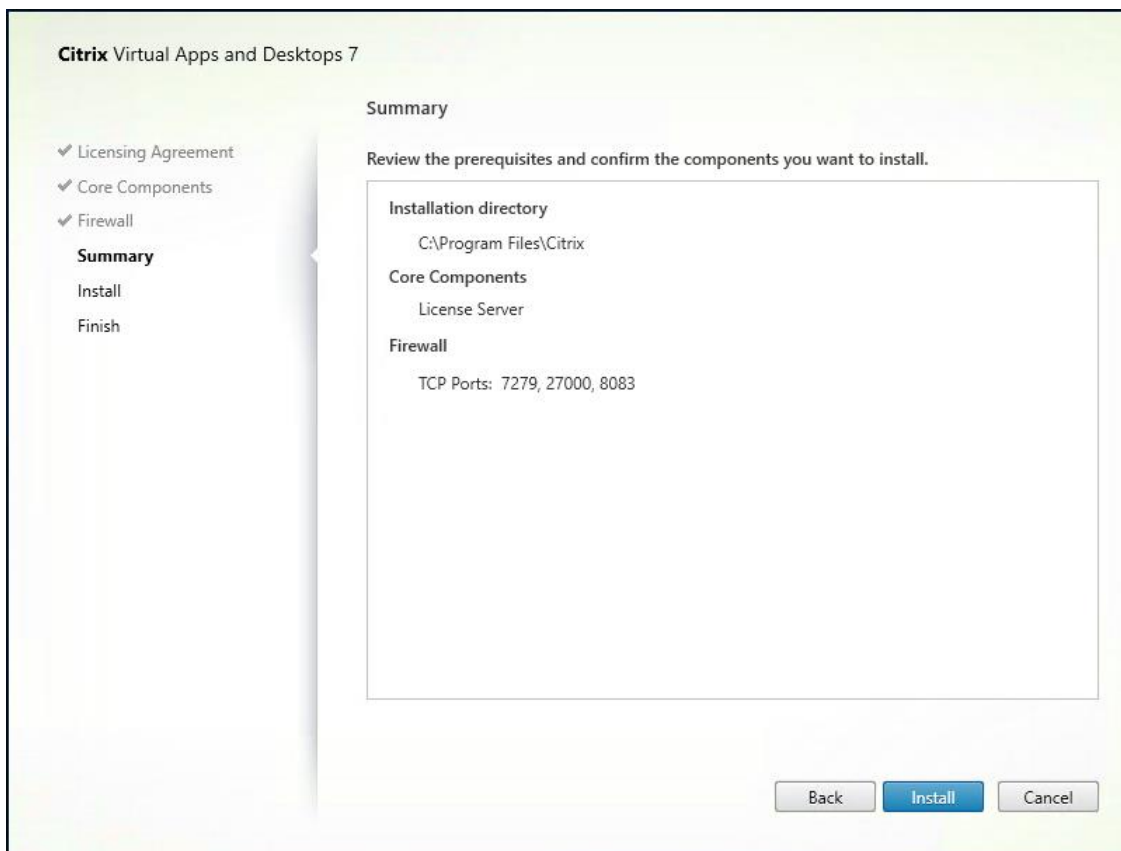 Citrix Virtual Apps and Desktops 7
Licensing Agreement
Core Components
Firewall
Summary
Install
Finish
Summary
Review the prerequisites and confirm the components you want to install.
Installation directory
C:\Program Files\Citrix
Core Components
License Server
Firewall
TCP Ports: 7279, 27000, 8083
Back
Install
Cancel